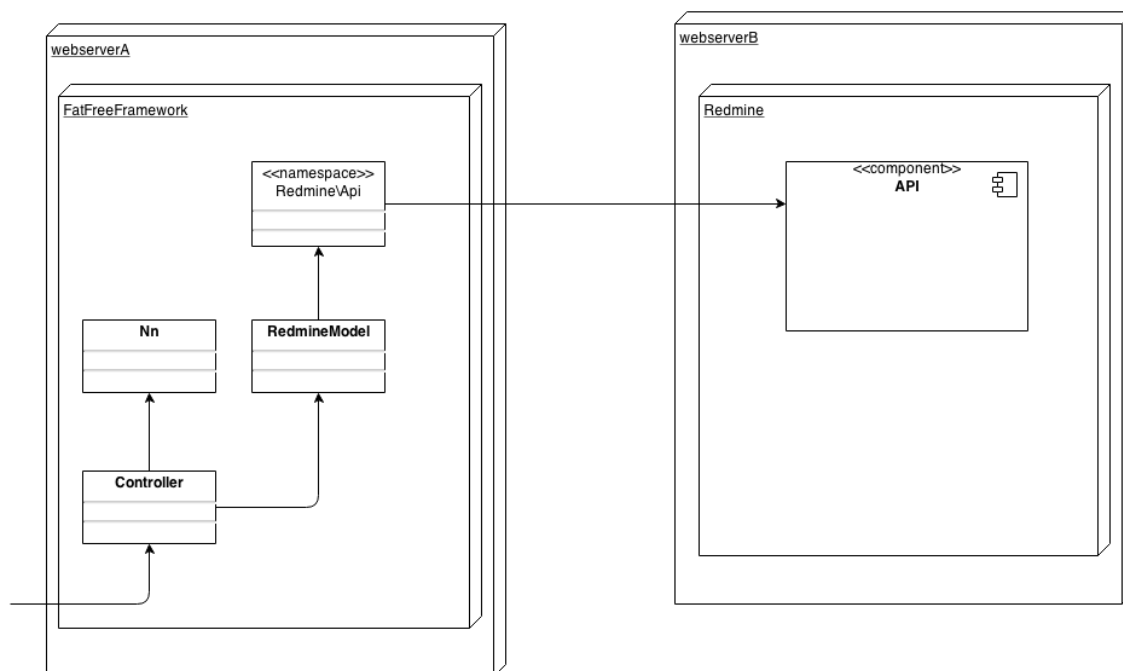 webserverA
FatFreeFramework
<<namespace>>
Redmine\Api
Nn
RedmineModel
Controller
webserverB
Redmine
<<component>>
API